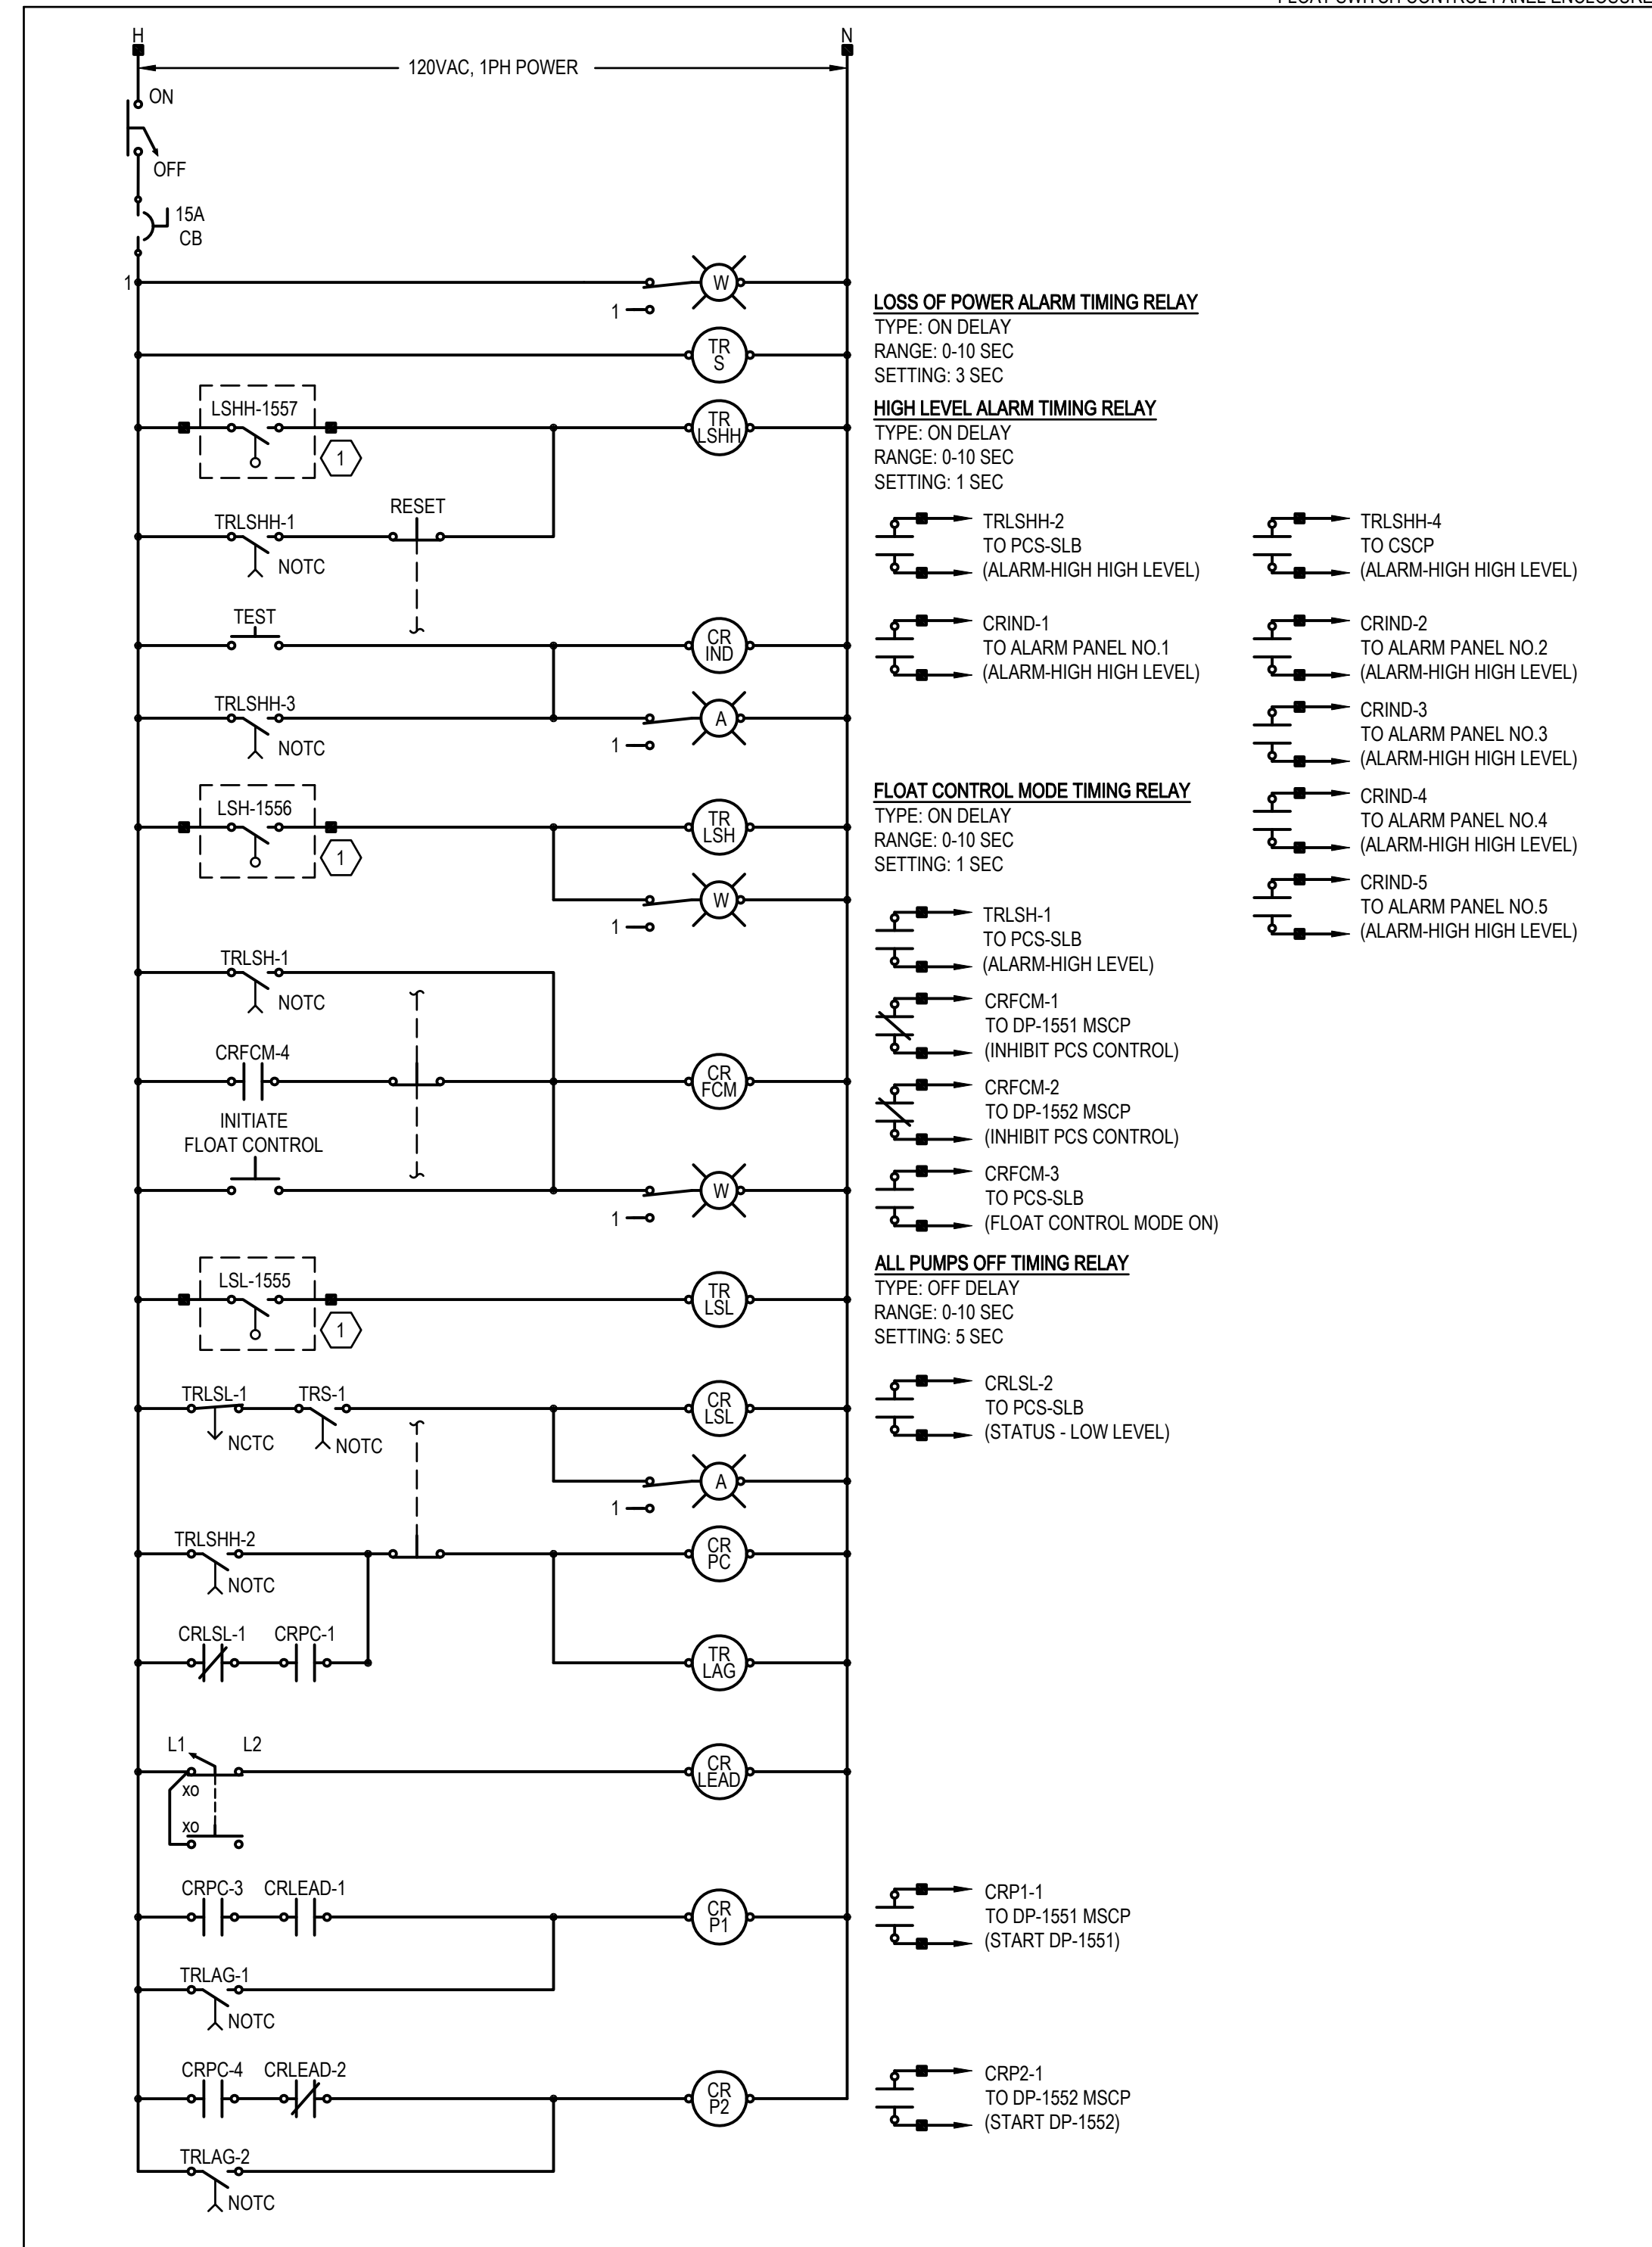 FLOAT SWITCH CONTROL PANEL ENCLOSURE
H
N
120VAC, 1PH POWER
ON
OFF
15A
CB
1
W
1
LOSS OF POWER ALARM TIMING RELAY
TYPE: ON DELAY
RANGE: 0-10 SEC
SETTING: 3 SEC
TR
S
HIGH LEVEL ALARM TIMING RELAY
TYPE: ON DELAY
RANGE: 0-10 SEC
SETTING: 1 SEC
LSHH-1557
1
TR
LSHH
TRLSHH-1
NOTC
RESET
TRLSHH-2
TO PCS-SLB
(ALARM-HIGH HIGH LEVEL)
TRLSHH-4
TO CSCP
(ALARM-HIGH HIGH LEVEL)
TEST
CR
IND
CRIND-1
TO ALARM PANEL NO.1
(ALARM-HIGH HIGH LEVEL)
CRIND-2
TO ALARM PANEL NO.2
(ALARM-HIGH HIGH LEVEL)
TRLSHH-3
NOTC
1
A
CRIND-3
TO ALARM PANEL NO.3
(ALARM-HIGH HIGH LEVEL)
FLOAT CONTROL MODE TIMING RELAY
TYPE: ON DELAY
RANGE: 0-10 SEC
SETTING: 1 SEC
CRIND-4
TO ALARM PANEL NO.4
(ALARM-HIGH HIGH LEVEL)
LSH-1556
1
TR
LSH
W
1
CRIND-5
TO ALARM PANEL NO.5
(ALARM-HIGH HIGH LEVEL)
TRLSH-1
TO PCS-SLB
(ALARM-HIGH LEVEL)
TRLSH-1
NOTC
CRFCM-1
TO DP-1551 MSCP
(INHIBIT PCS CONTROL)
CRFCM-4
CR
FCM
CRFCM-2
TO DP-1552 MSCP
(INHIBIT PCS CONTROL)
INITIATE
FLOAT CONTROL
W
1
CRFCM-3
TO PCS-SLB
(FLOAT CONTROL MODE ON)
ALL PUMPS OFF TIMING RELAY
TYPE: OFF DELAY
RANGE: 0-10 SEC
SETTING: 5 SEC
LSL-1555
1
TR
LSL
TRLSL-1
NCTC
TRS-1
NOTC
CR
LSL
CRLSL-2
TO PCS-SLB
(STATUS - LOW LEVEL)
A
1
TRLSHH-2
NOTC
CR
PC
CRLSL-1
CRPC-1
TR
LAG
L1
L2
XO
XO
CR
LEAD
CRPC-3
CRLEAD-1
CR
P1
CRP1-1
TO DP-1551 MSCP
(START DP-1551)
TRLAG-1
NOTC
CRPC-4
CRLEAD-2
CR
P2
CRP2-1
TO DP-1552 MSCP
(START DP-1552)
TRLAG-2
NOTC